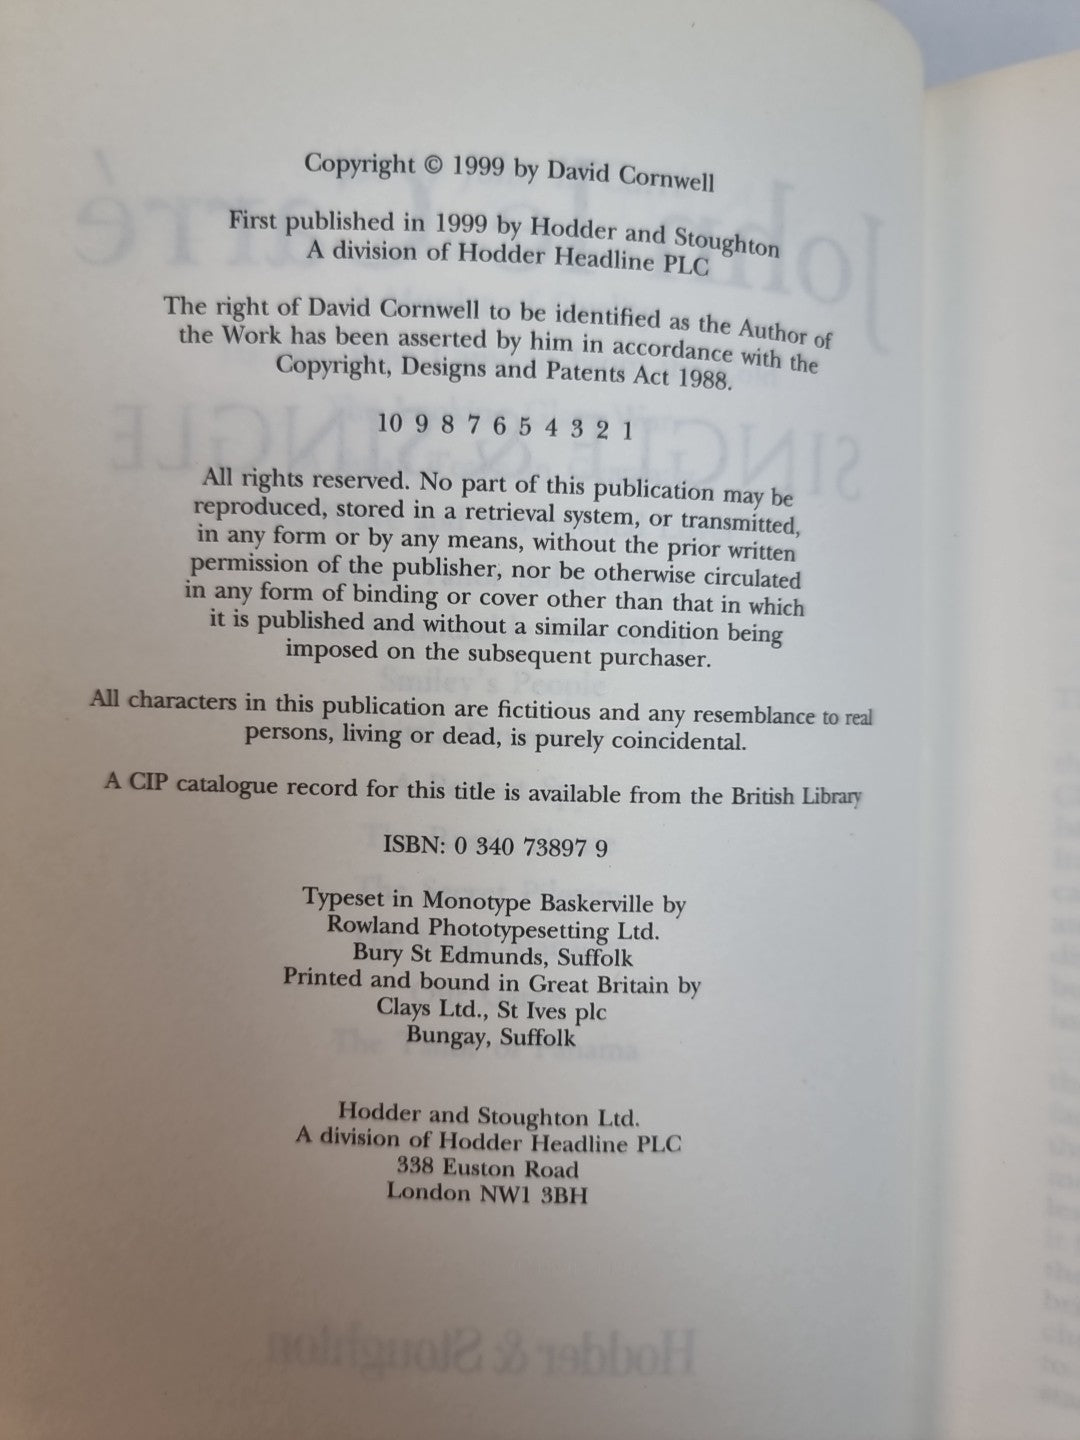 Copyright © 1999 by David Cornwell
First published in 1999 by Hodder and Stoughton
A division of Hodder Headline PLC
The right of David Cornwell to be identified as the Author of
the Work has been asserted by him in accordance with the
Copyright, Designs and Patents Act 1988.
10 9 8 7 6 5 4 3 2 1
All rights reserved. No part of this publication may be
reproduced, stored in a retrieval system, or transmitted,
in any form or by any means, without the prior written
permission of the publisher, nor be otherwise circulated
in any form of binding or cover other than that in which
it is published and without a similar condition being
imposed on the subsequent purchaser.
Smiley's People
All characters in this publication are fictitious and any resemblance to real
persons, living or dead, is purely coincidental.
A CIP catalogue record for this title is available from the British Library
ISBN: 0 340 73897 9
Typeset in Monotype Baskerville by
Rowland Phototypesetting Ltd.
Bury St Edmunds, Suffolk
Printed and bound in Great Britain by
Clays Ltd., St Ives plc
Bungay, Suffolk
Hodder and Stoughton Ltd.
A division of Hodder Headline PLC
338 Euston Road
London NW1 3BH
John le Carré
SINGLE & SINGLE
Hodder & Stoughton